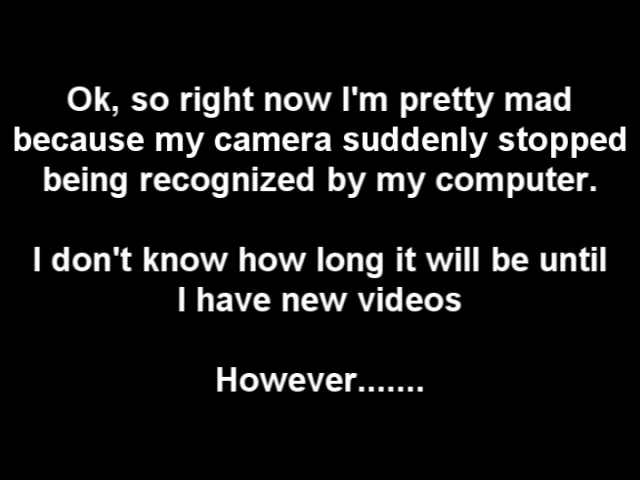 Ok, so right now I'm pretty mad
because my camera suddenly stopped
being recognized by my computer.
I don't know how long it will be until
I have new videos
However.......